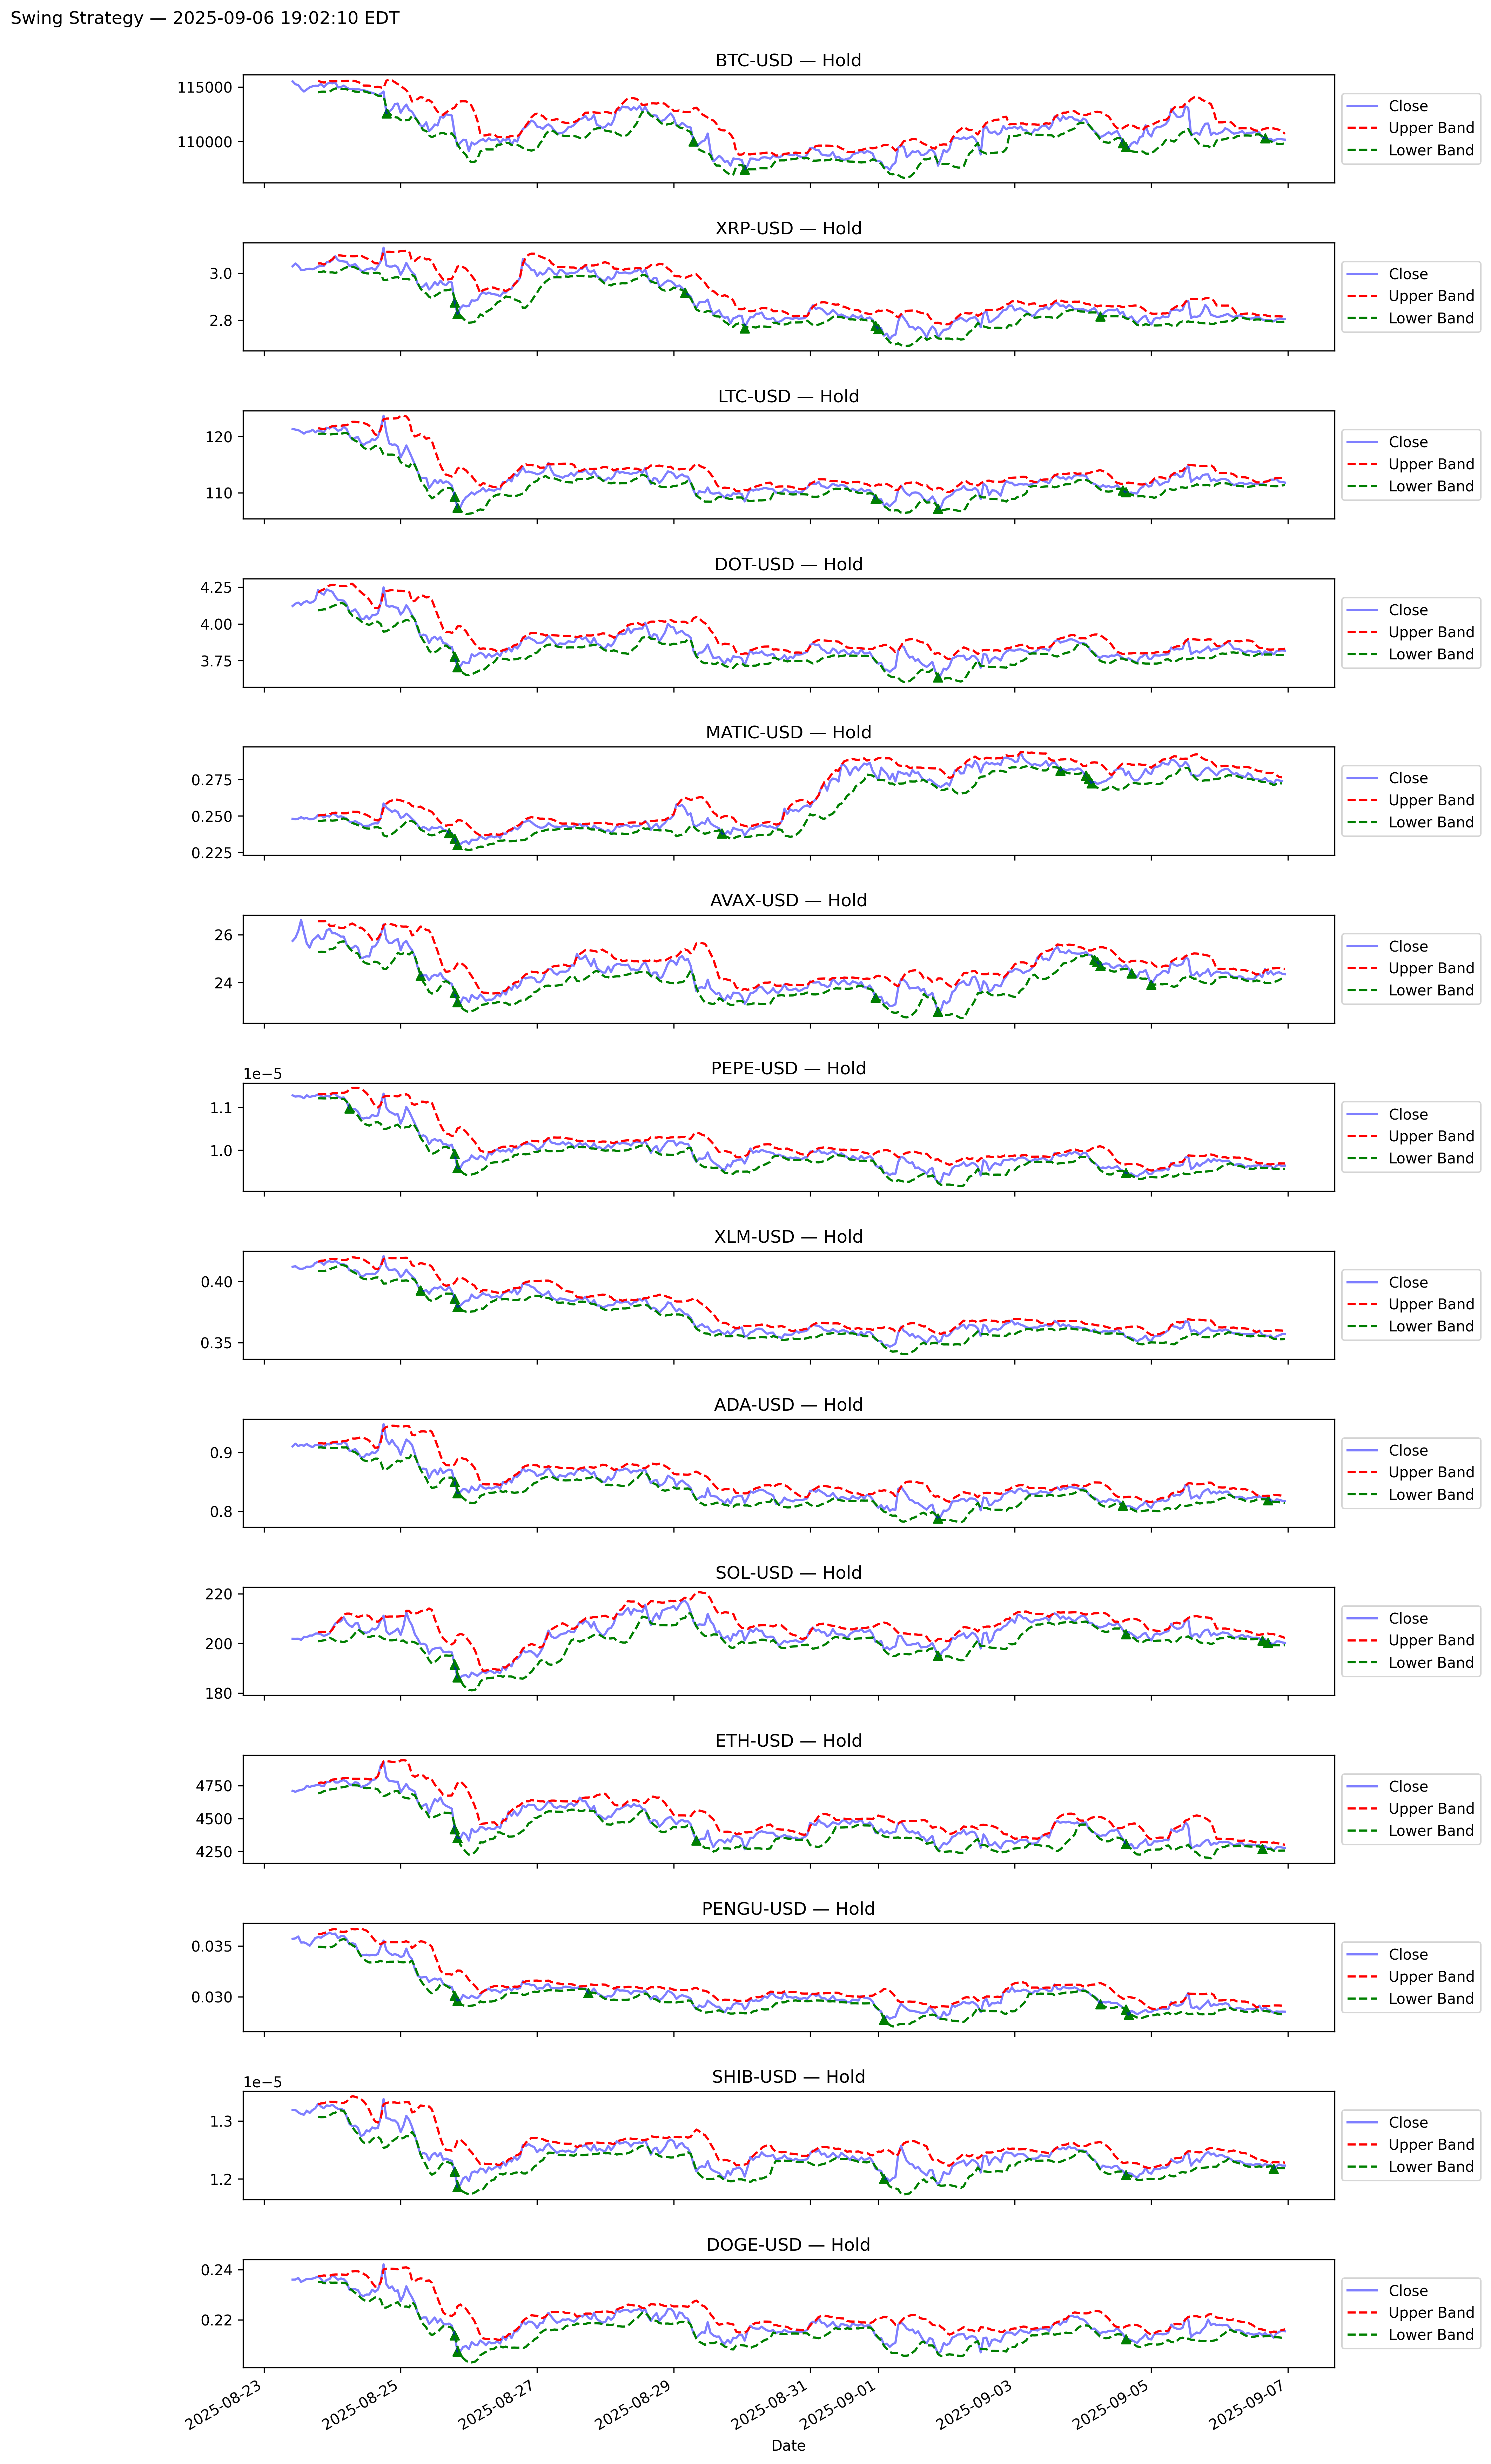 Swing Strategy — 2025-09-06 19:02:10 EDT
BTC-USD — Hold
115000
110000
Close
Upper Band
Lower Band
XRP-USD — Hold
3.0
2.8
Close
Upper Band
Lower Band
LTC-USD — Hold
120
110
Close
Upper Band
Lower Band
DOT-USD — Hold
4.25
4.00
3.75
Close
Upper Band
Lower Band
MATIC-USD — Hold
0.275
0.250
0.225
Close
Upper Band
Lower Band
AVAX-USD — Hold
26
24
Close
Upper Band
Lower Band
PEPE-USD — Hold
1e−5
1.1
1.0
Close
Upper Band
Lower Band
XLM-USD — Hold
0.40
0.35
Close
Upper Band
Lower Band
ADA-USD — Hold
0.9
0.8
Close
Upper Band
Lower Band
SOL-USD — Hold
220
200
180
Close
Upper Band
Lower Band
ETH-USD — Hold
4750
4500
4250
Close
Upper Band
Lower Band
PENGU-USD — Hold
0.035
0.030
Close
Upper Band
Lower Band
SHIB-USD — Hold
1e−5
1.3
1.2
Close
Upper Band
Lower Band
DOGE-USD — Hold
0.24
0.22
Close
Upper Band
Lower Band
2025-08-23
2025-08-25
2025-08-27
2025-08-29
2025-08-31
2025-09-01
2025-09-03
2025-09-05
2025-09-07
Date